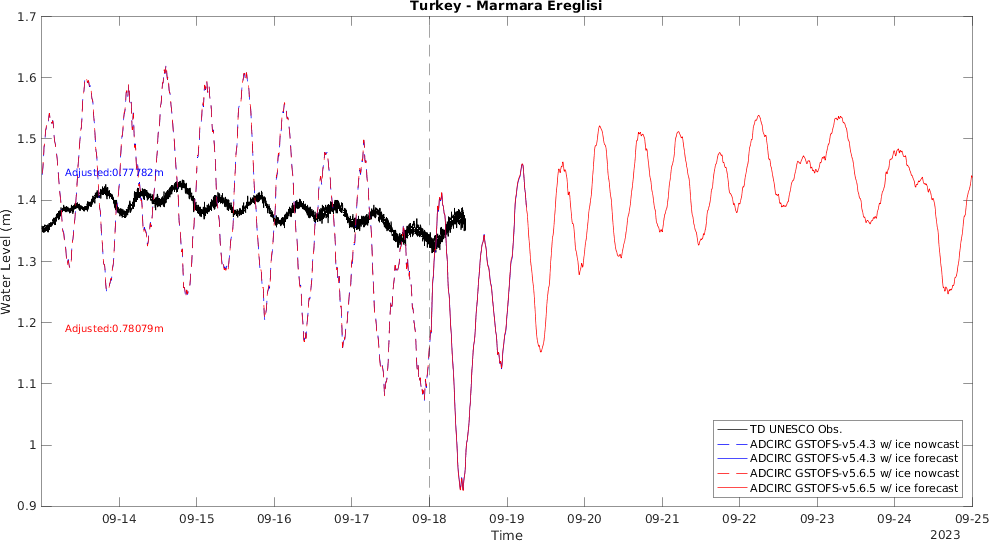 Turkey - Marmara Ereglisi
1.7
1.6
1.5
1.4
1.3
1.2
1.1
1
0.9
Water Level (m)
Adjusted:0.77782m
Adjusted:0.78079m
TD UNESCO Obs.
ADCIRC GSTOFS-v5.4.3 w/ ice nowcast
ADCIRC GSTOFS-v5.4.3 w/ ice forecast
ADCIRC GSTOFS-v5.6.5 w/ ice nowcast
ADCIRC GSTOFS-v5.6.5 w/ ice forecast
09-14 09-15 09-16 09-17 09-18 09-19 09-20 09-21 09-22 09-23 09-24 09-25
Time
2023